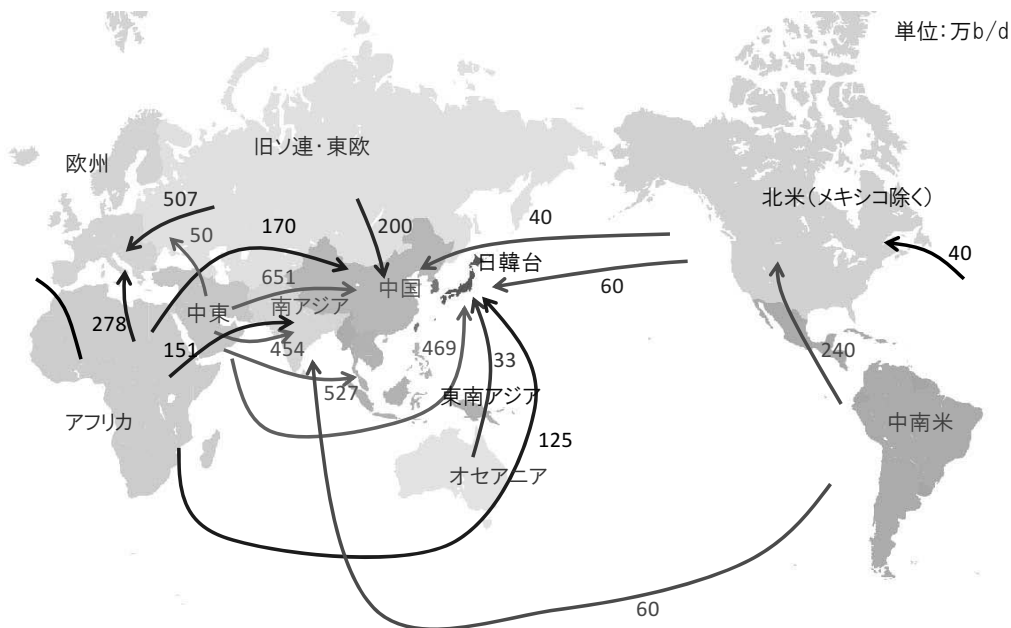 単位：万b/d
欧州
旧ソ連・東欧
北米（メキシコ除く）
507
50
170
200
40
日韓台
40
651
中国
60
278
中東
南アジア
151
454
469
33
240
527
東南アジア
アフリカ
125
中南米
オセアニア
60